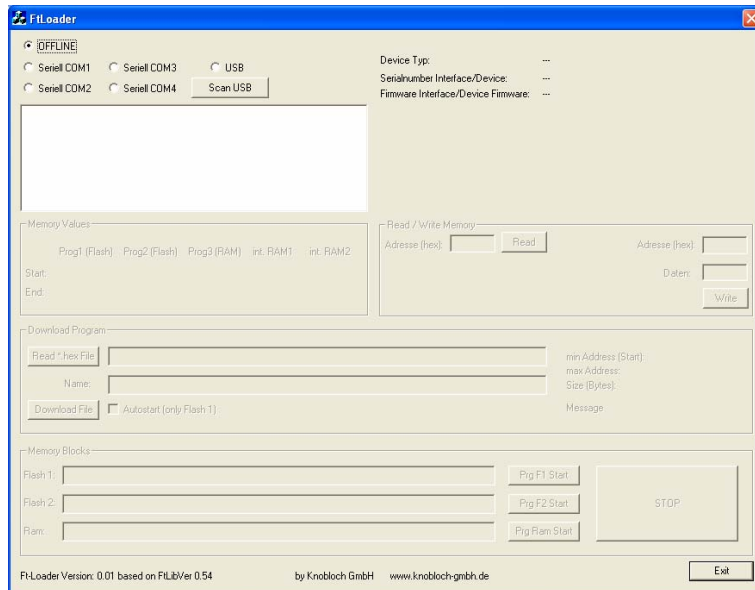 FtLoader
OFFLINE
Seriell COM1 Seriell COM3 USB
Seriell COM2 Seriell COM4 Scan USB
Device Typ: ---
Serialnumber Interface/Device: ---
Firmware Interface/Device Firmware: ---
Memory Values
Prog1 (Flash) Prog2 (Flash) Prog3 (RAM) int. RAM1 int. RAM2
Start:
End:
Read / Write Memory
Adresse (hex): Read Adresse (hex):
Daten:
Write
Download Program
Read *.hex File
min Address (Start):
max Address:
Name:
Size (Bytes):
Download File Autostart (only Flash 1) Message
Memory Blocks
Flash 1: Prg F1 Start
Flash 2: Prg F2 Start STOP
Ram: Prg Ram Start
Ft-Loader Version: 0.01 based on FtLibVer 0.54 by Knobloch GmbH www.knobloch-gmbh.de Exit